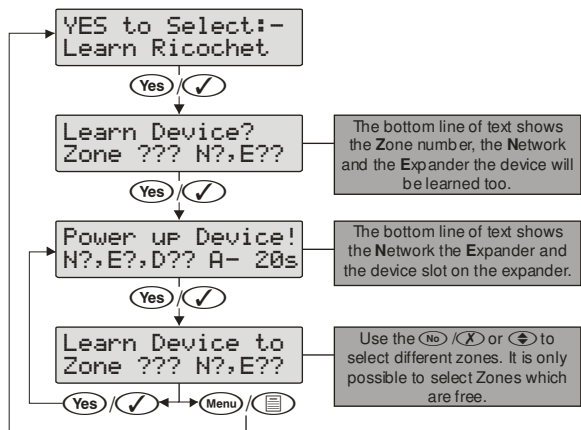 YES to Select:-
Learn Ricochet
Yes / ✓
Learn Device?
Zone ??? N?,E??
The bottom line of text shows
the Zone number, the Network
and the Expander the device will
be learned too.
Yes / ✓
Power up Device!
N?,E?,D?? A- 20s
The bottom line of text shows
the Network the Expander and
the device slot on the expander.
Yes / ✓
Learn Device to
Zone ??? N?,E??
Use the No / X or to
select different zones. It is only
possible to select Zones which
are free.
Yes / ✓ Menu /